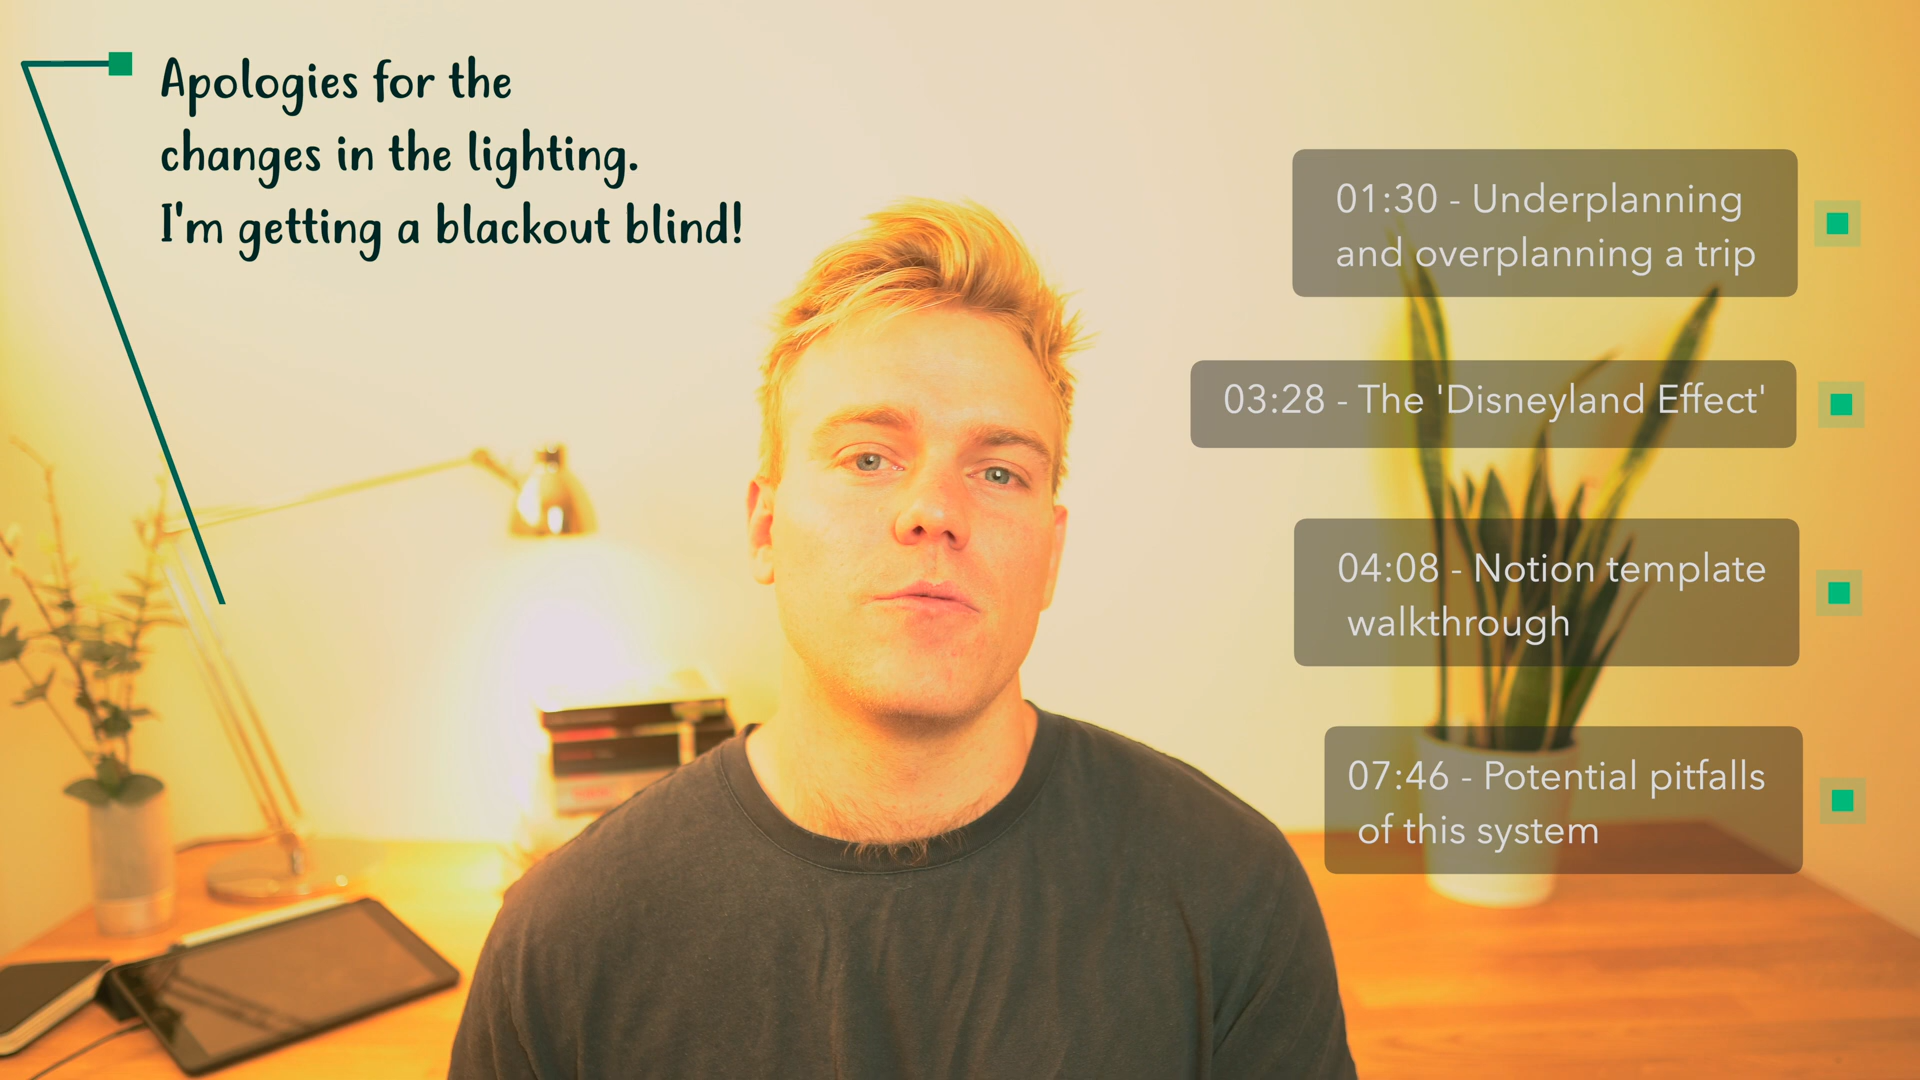 Apologies for the
changes in the lighting.
I'm getting a blackout blind!
01:30 - Underplanning
and overplanning a trip
03:28 - The 'Disneyland Effect'
04:08 - Notion template
walkthrough
07:46 - Potential pitfalls
of this system